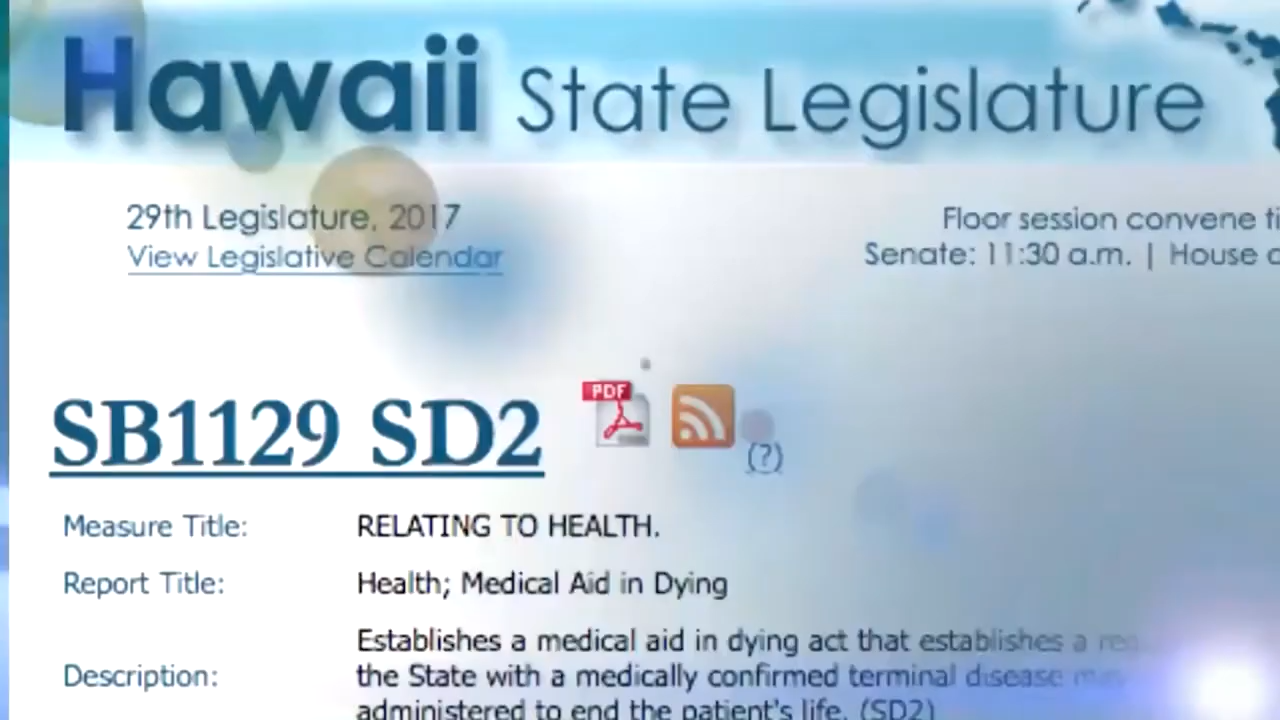 Hawaii State Legislature
29th Legislature, 2017
View Legislative Calendar
Floor session convene
Senate: 11:30 a.m. | House
SB1129 SD2
PDF
(?)
Measure Title: RELATING TO HEALTH.
Report Title: Health; Medical Aid in Dying
Establishes a medical aid in dying act that establishes a
Description: the State with a medically confirmed terminal disease may
administered to end the patient's life. (SD2)